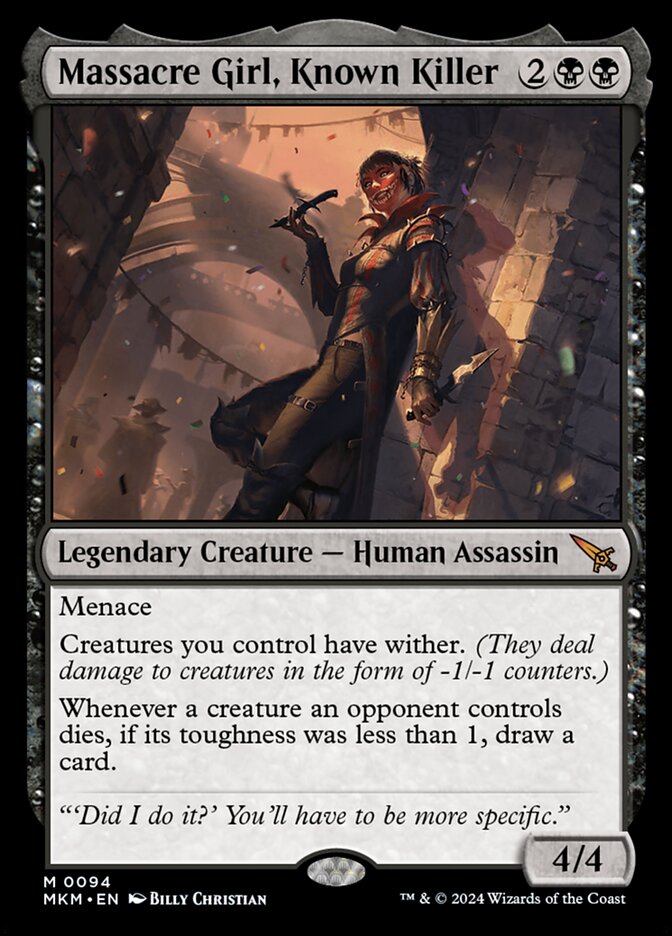 Massacre Girl, Known Killer 2
Legendary Creature — Human Assassin
Menace
Creatures you control have wither. (They deal
damage to creatures in the form of -1/-1 counters.)
Whenever a creature an opponent controls
dies, if its toughness was less than 1, draw a
card.
“‘Did I do it?’ You’ll have to be more specific.”
4/4
M 0094
MKM • EN Billy Christian
™ & © 2024 Wizards of the Coast